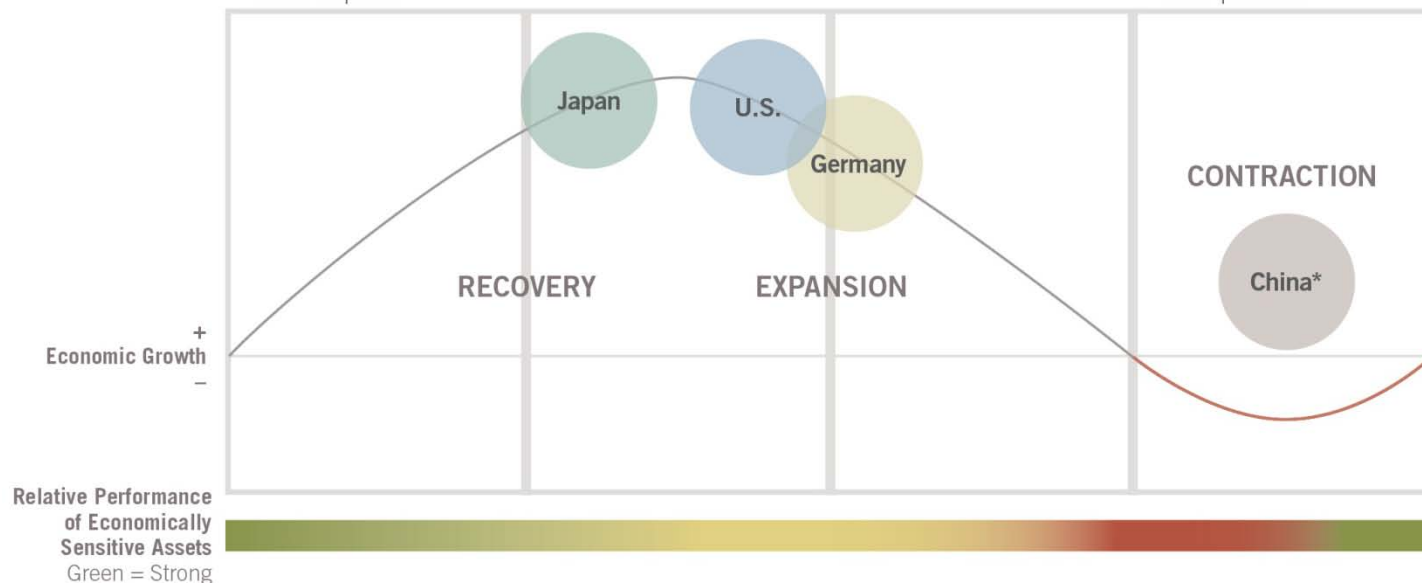 Japan
U.S.
Germany
CONTRACTION
China*
RECOVERY
EXPANSION
+
Economic Growth
–
Relative Performance
of Economically
Sensitive Assets
Green = Strong